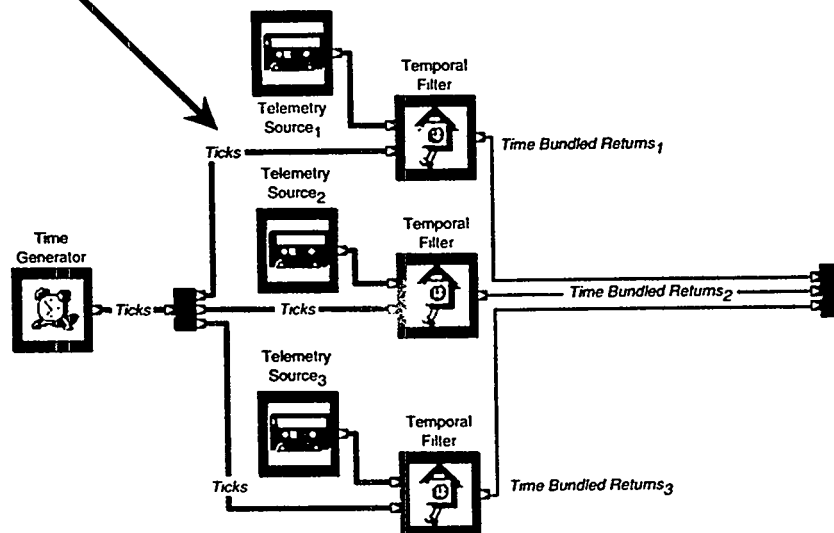 Temporal
Filter
Telemetry
Source1
Ticks
Time Bundled Returns1
Telemetry
Source2
Temporal
Filter
Time
Generator
Ticks
Ticks
Time Bundled Returns2
Telemetry
Source3
Temporal
Filter
Ticks
Time Bundled Returns3